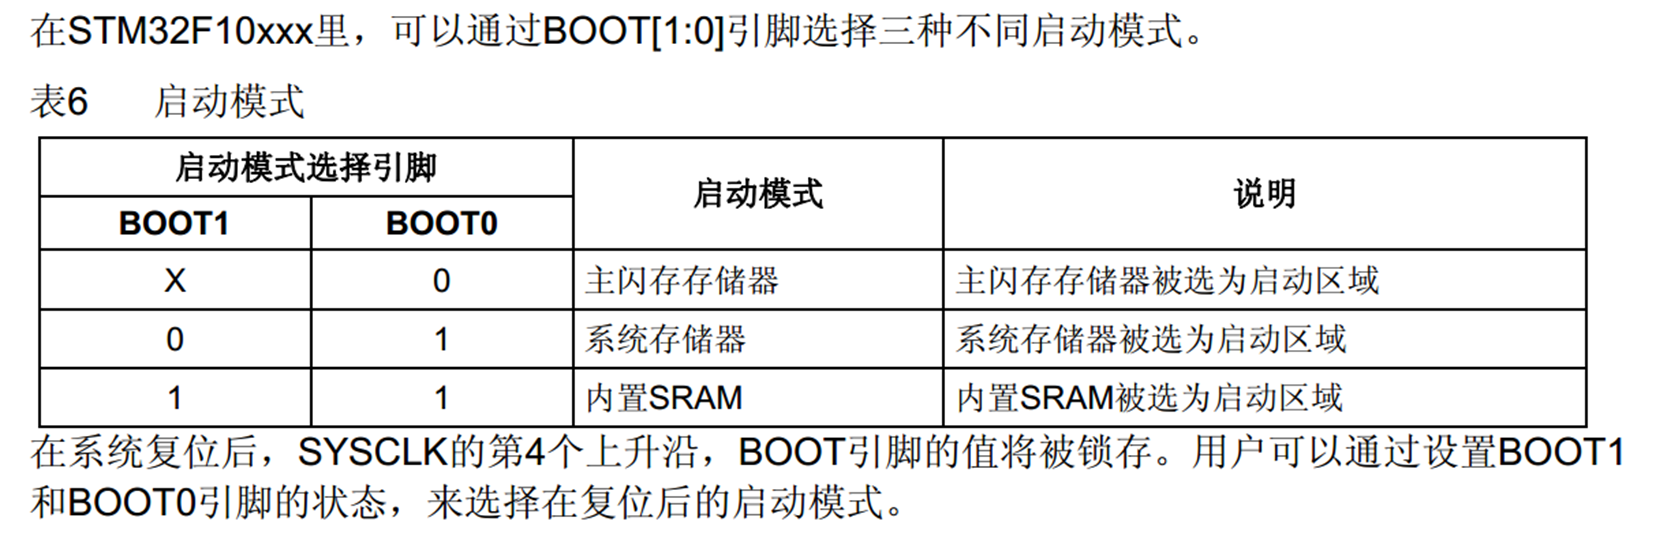 在STM32F10xxx里，可以通过BOOT[1:0]引脚选择三种不同启动模式。
表6 启动模式
启动模式选择引脚 启动模式 说明
BOOT1 BOOT0
X 0 主闪存存储器 主闪存存储器被选为启动区域
0 1 系统存储器 系统存储器被选为启动区域
1 1 内置SRAM 内置SRAM被选为启动区域
在系统复位后，SYSCLK的第4个上升沿，BOOT引脚的值将被锁存。用户可以通过设置BOOT1
和BOOT0引脚的状态，来选择在复位后的启动模式。